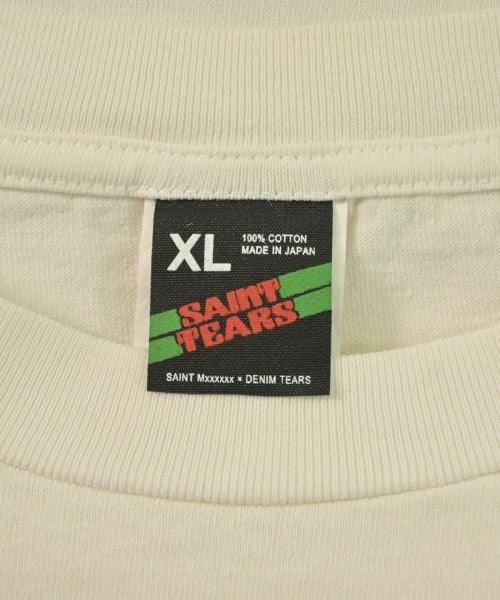 XL
100% COTTON
MADE IN JAPAN
SAINT
TEARS
SAINT Mxxxxxx × DENIM TEARS